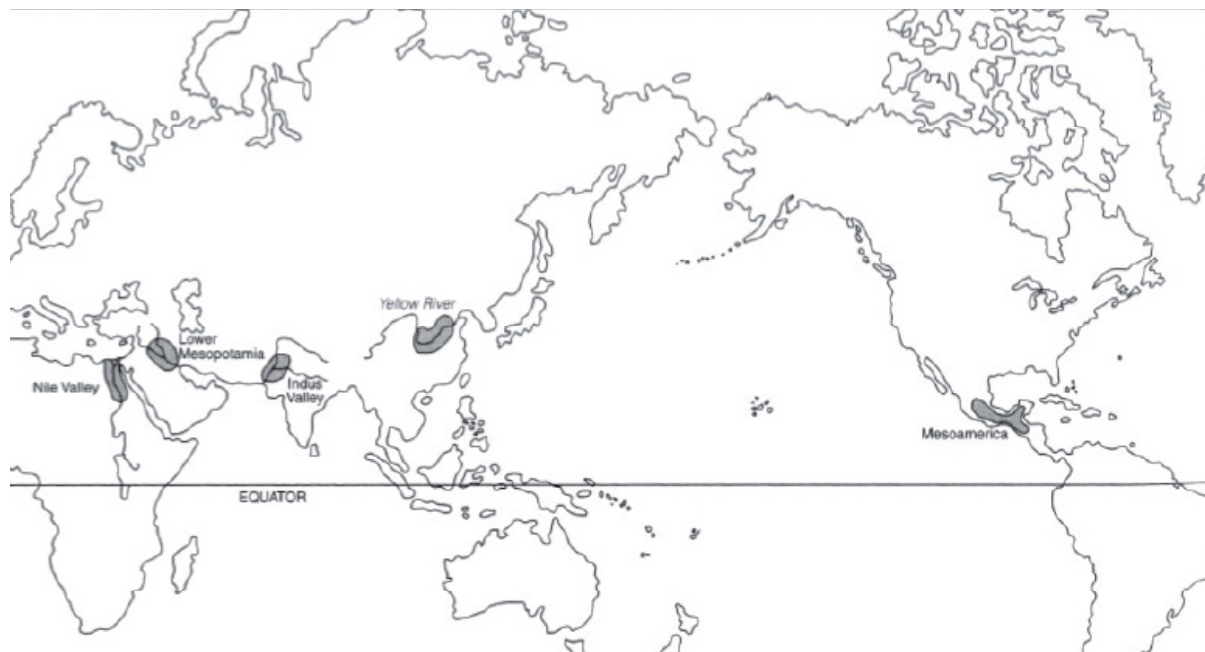 Yellow River
Lower
Mesopotamia
Nile Valley
Indus
Valley
Mesoamerica
EQUATOR